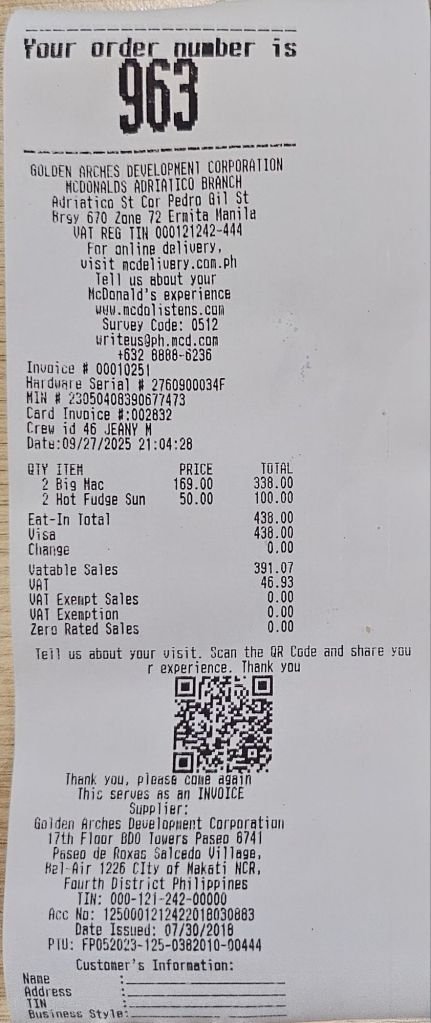 Your order number is
963
GOLDEN ARCHES DEVELOPMENT CORPORATION
MCDONALDS ADRIATICO BRANCH
Adriatico St Cor Pedro Gil St
Brgy 670 Zone 72 Ermita Manila
VAT REG TIN 000121242-444
For online delivery,
visit mcdelivery.com.ph
Tell us about your
McDonald's experience
www.mcdolistens.com
Survey Code: 0512
writeus@ph.mcd.com
+632 8888-6236
Invoice # 00010251
Hardware Serial # 2760900034F
MIN # 23050408390677473
Card Invoice #:002832
Crew id 46 JEANY M
Date:09/27/2025 21:04:28
QTY ITEM PRICE TOTAL
2 Big Mac 169.00 338.00
2 Hot Fudge Sun 50.00 100.00
Eat-In Total 438.00
Visa 438.00
Change 0.00
Vatable Sales 391.07
VAT 46.93
VAT Exempt Sales 0.00
VAT Exemption 0.00
Zero Rated Sales 0.00
Tell us about your visit. Scan the QR Code and share you
r experience. Thank you
Thank you, please come again
This serves as an INVOICE
Supplier:
Golden Arches Development Corporation
17th Floor BDO Towers Paseo 8741
Paseo de Roxas Salcedo Village,
Bel-Air 1226 CIty of Makati NCR,
Fourth District Philippines
TIN: 000-121-242-00000
Acc No: 1250001212422018030883
Date Issued: 07/30/2018
PTU: FP052023-125-0382010-00444
Customer's Information:
Name :
Address :
TIN :
Business Style: